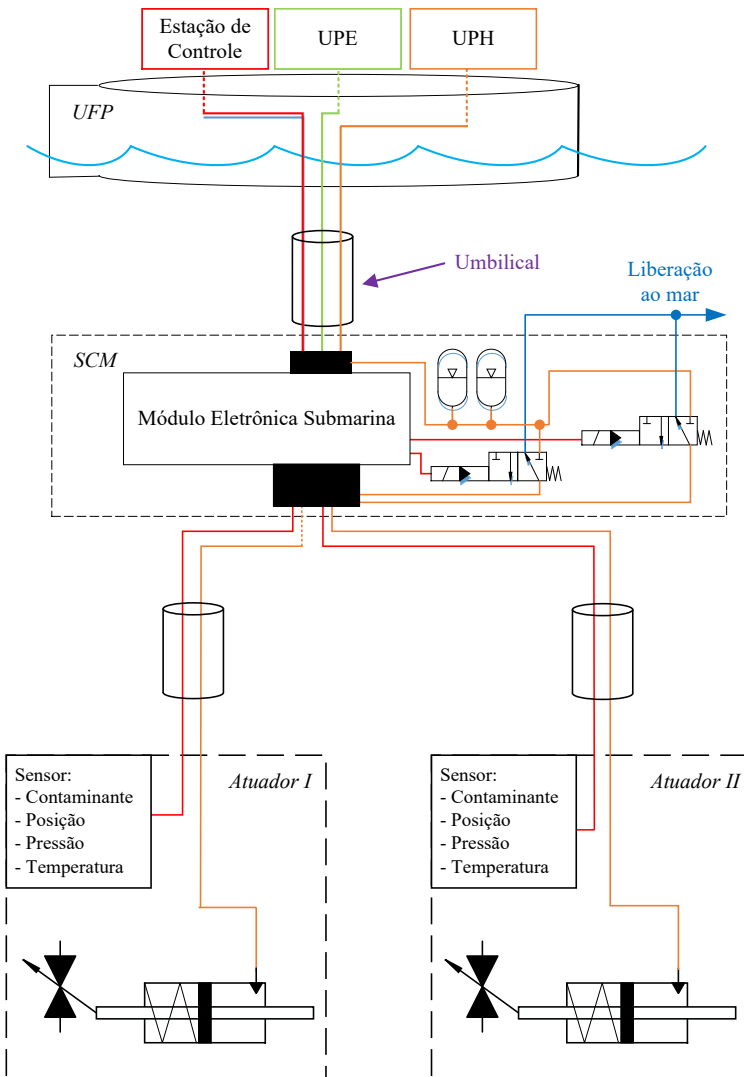 Estação de
Controle
UPE
UPH
UFP
Umbilical
Liberação
ao mar
SCM
Módulo Eletrônica Submarina
Sensor:
- Contaminante
- Posição
- Pressão
- Temperatura
Atuador I
Sensor:
- Contaminante
- Posição
- Pressão
- Temperatura
Atuador II